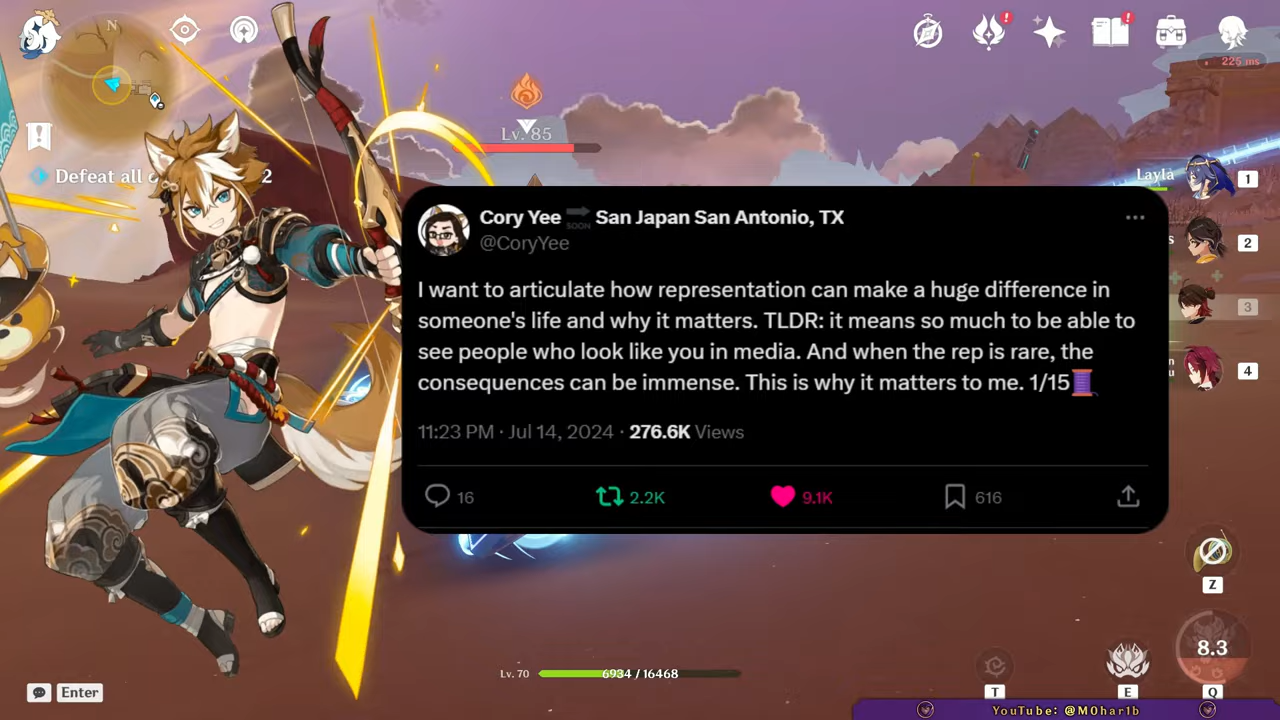 N
225 ms
Lv. 85
Defeat all
2
Layla
1
2
3
4
Cory Yee SOON San Japan San Antonio, TX
@CoryYee
I want to articulate how representation can make a huge difference in
someone's life and why it matters. TLDR: it means so much to be able to
see people who look like you in media. And when the rep is rare, the
consequences can be immense. This is why it matters to me. 1/15
11:23 PM · Jul 14, 2024 · 276.6K Views
16
2.2K
9.1K
616
Z
8.3
Lv. 70
6934 / 16468
Enter
T
E
Q
YouTube: @M0har1b